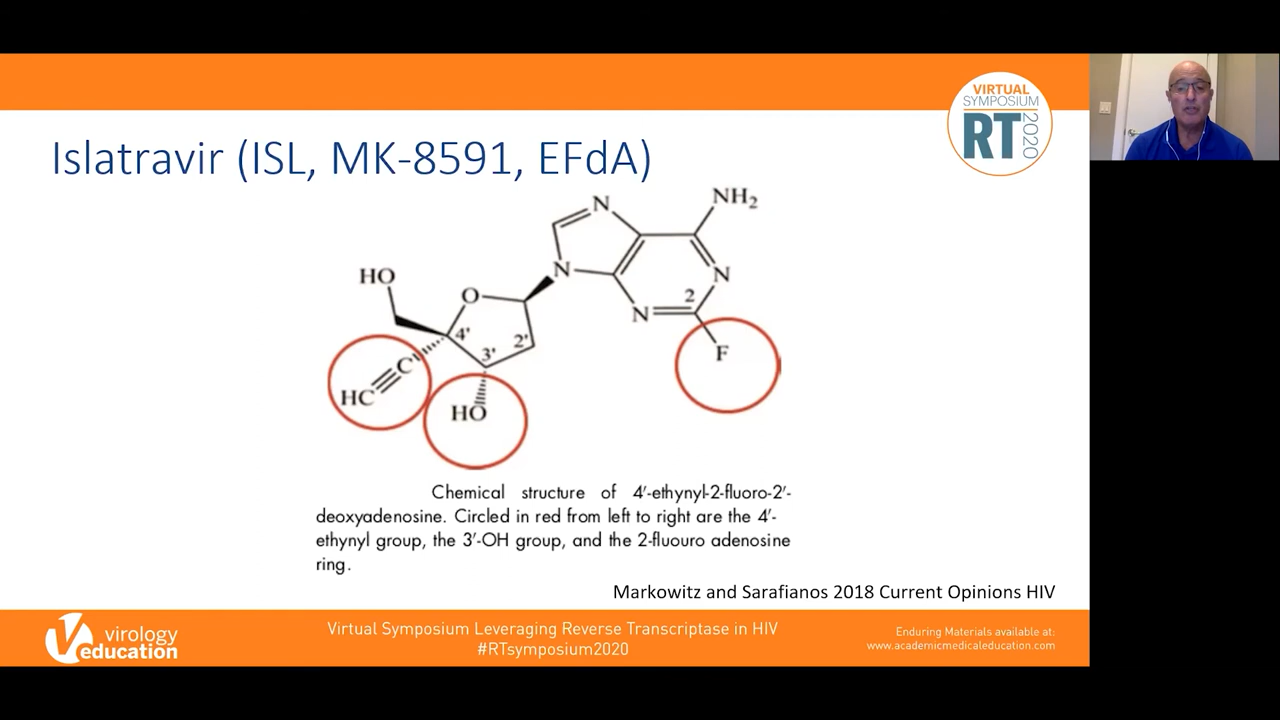 VIRTUAL
SYMPOSIUM
RT
2020
Islatravir (ISL, MK-8591, EFdA)
N
NH₂
HO
O
N
N
4'
2'
3'
N
2
C
HC
HO
F
Chemical structure of 4'-ethynyl-2-fluoro-2'-
deoxyadenosine. Circled in red from left to right are the 4'-
ethynyl group, the 3'-OH group, and the 2-fluouro adenosine
ring.
Markowitz and Sarafianos 2018 Current Opinions HIV
virology
education
Virtual Symposium Leveraging Reverse Transcriptase in HIV
#RTsymposium2020
Enduring Materials available at:
www.academicmedicaleducation.com